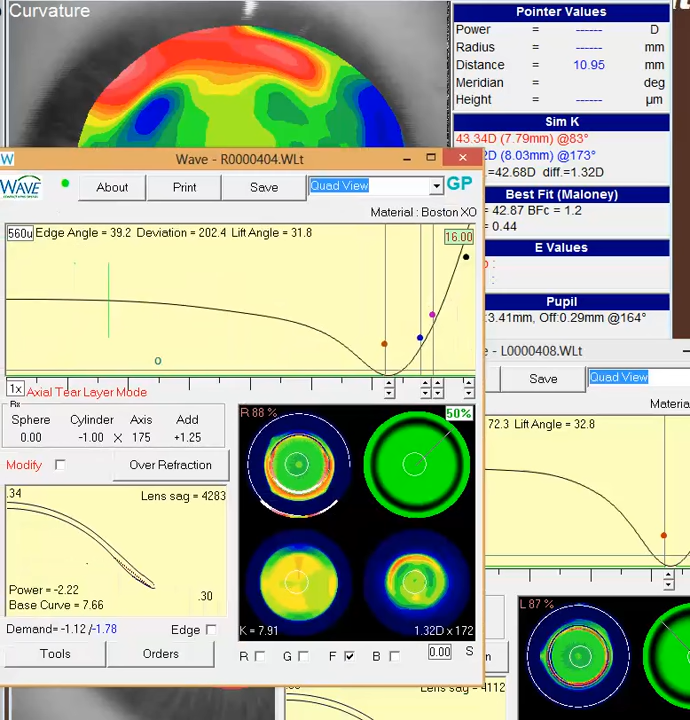 Curvature
Pointer Values
Power = ------ D
Radius = ------ mm
Distance = 10.95 mm
Meridian = ------ deg
Height = ------ µm
Sim K
43.34D (7.79mm) @83°
2D (8.03mm) @173°
.=42.68D diff.=1.32D
Best Fit (Maloney)
= 42.87 BFc = 1.2
= 0.44
E Values
:
:
Pupil
:3.41mm, Off:0.29mm @164°
W
Wave - R0000404.WLt
WAVE
About
Print
Save
Quad View
GP
Material : Boston XO
560u
Edge Angle = 39.2 Deviation = 202.4 Lift Angle = 31.8
16.00
o
1x
Axial Tear Layer Mode
Rx
Sphere Cylinder Axis Add
0.00 -1.00 X 175 +1.25
Modify
Over Refraction
.34
Lens sag = 4283
Power = -2.22
Base Curve = 7.66
.30
Demand= -1.12 /-1.78
Edge
Tools
Orders
R 88 %
50%
K = 7.91
1.32D x 172
R
G
F
B
0.00
S
e - L0000408.WLt
Save
Quad View
Materia
72.3 Lift Angle = 32.8
L 87 %
n
Lens sag = 4112